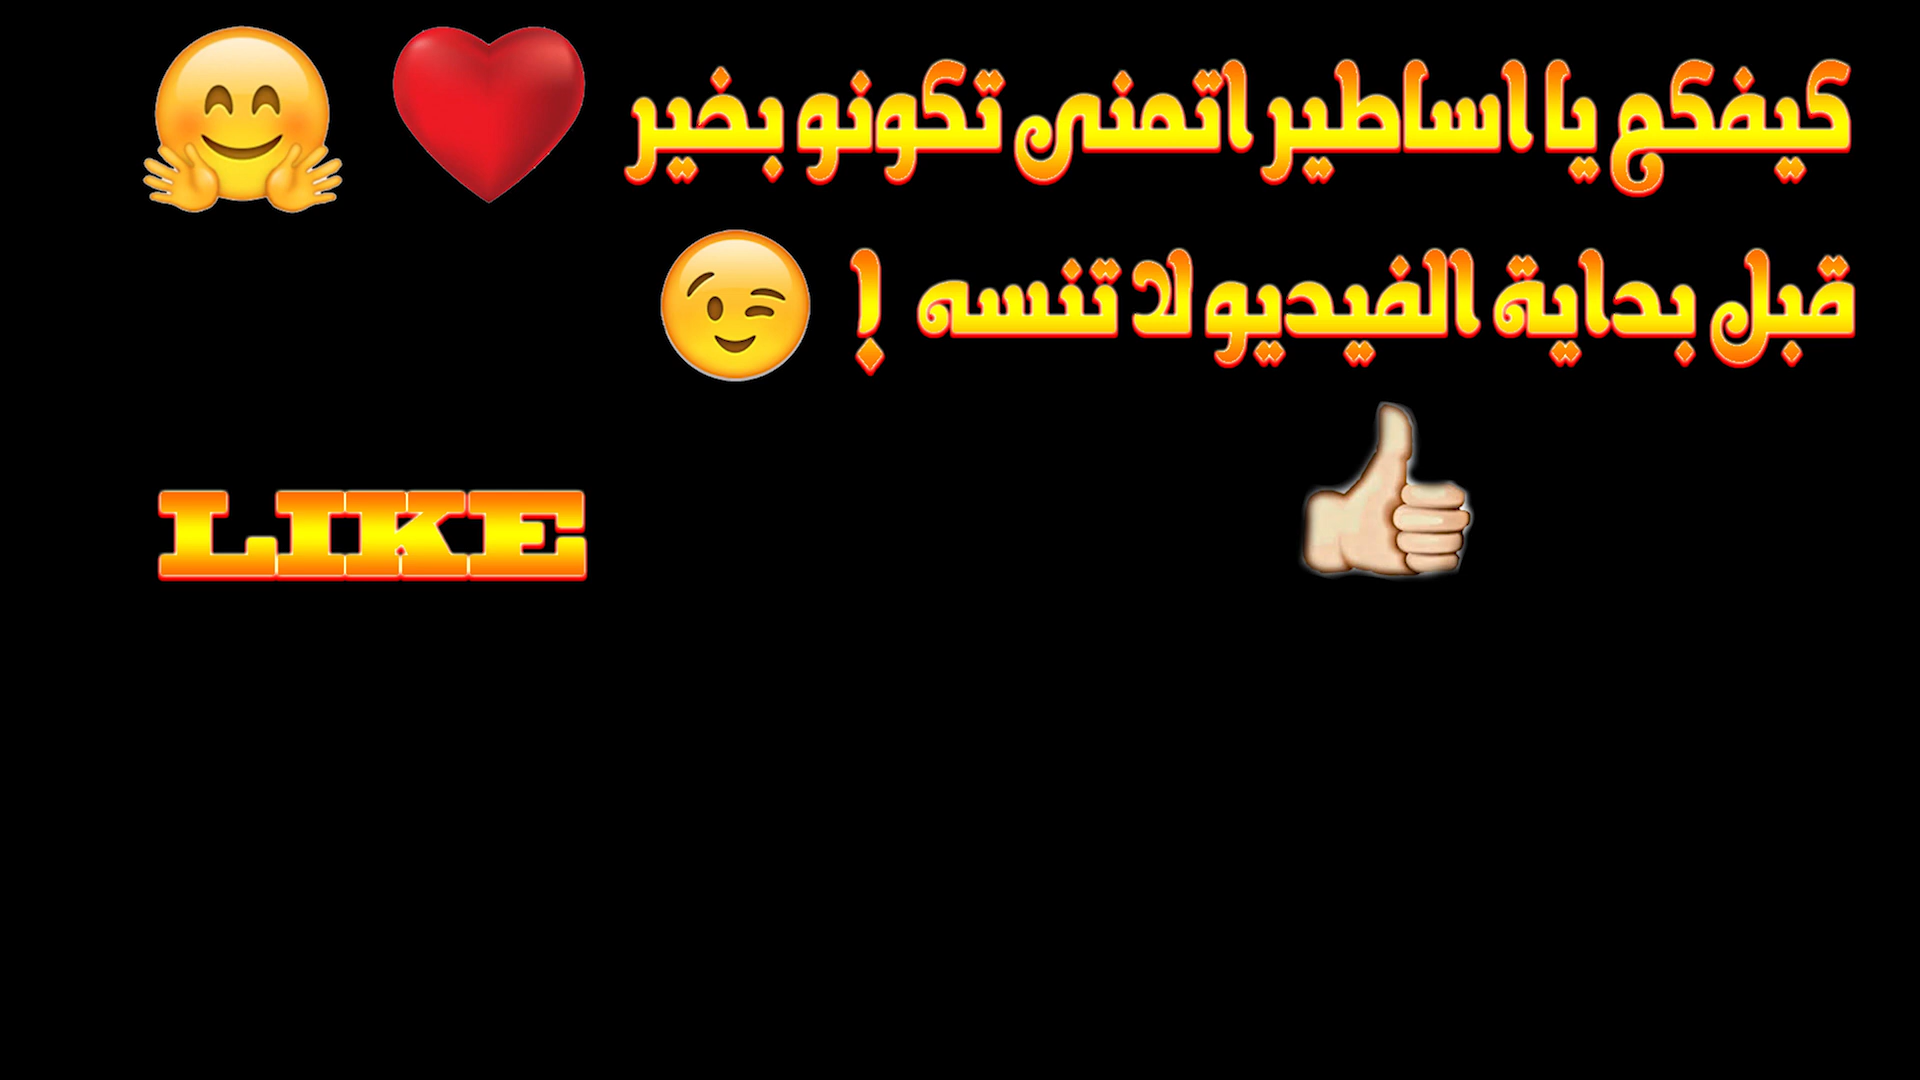 كيفكم يا اساطير اتمنى تكونو بخير
قبل بداية الفيديو لا تنسه !
LIKE